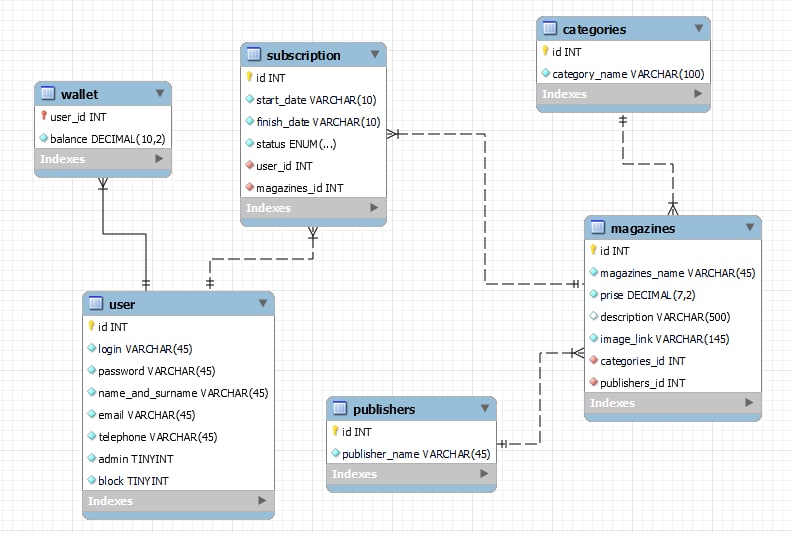 wallet
user_id INT
balance DECIMAL(10,2)
Indexes
subscription
id INT
start_date VARCHAR(10)
finish_date VARCHAR(10)
status ENUM(...)
user_id INT
magazines_id INT
Indexes
categories
id INT
category_name VARCHAR(100)
Indexes
magazines
id INT
magazines_name VARCHAR(45)
prise DECIMAL(7,2)
description VARCHAR(500)
image_link VARCHAR(145)
categories_id INT
publishers_id INT
Indexes
user
id INT
login VARCHAR(45)
password VARCHAR(45)
name_and_surname VARCHAR(45)
email VARCHAR(45)
telephone VARCHAR(45)
admin TINYINT
block TINYINT
Indexes
publishers
id INT
publisher_name VARCHAR(45)
Indexes